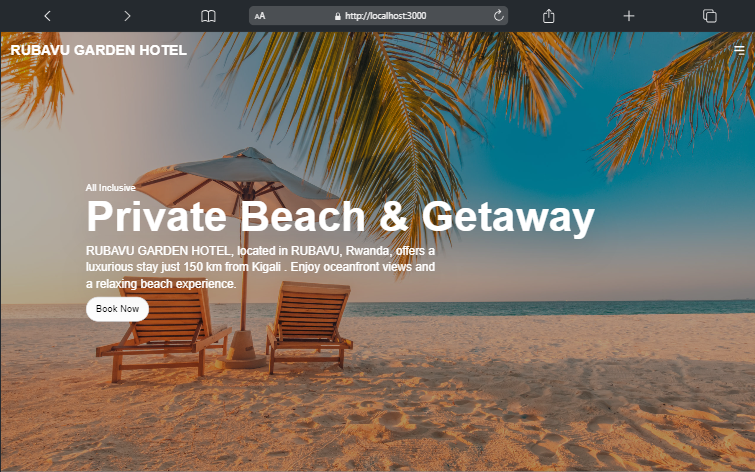 AA http://localhost:3000
RUBAVU GARDEN HOTEL
All Inclusive
Private Beach & Getaway
RUBAVU GARDEN HOTEL, located in RUBAVU, Rwanda, offers a
luxurious stay just 150 km from Kigali . Enjoy oceanfront views and
a relaxing beach experience.
Book Now